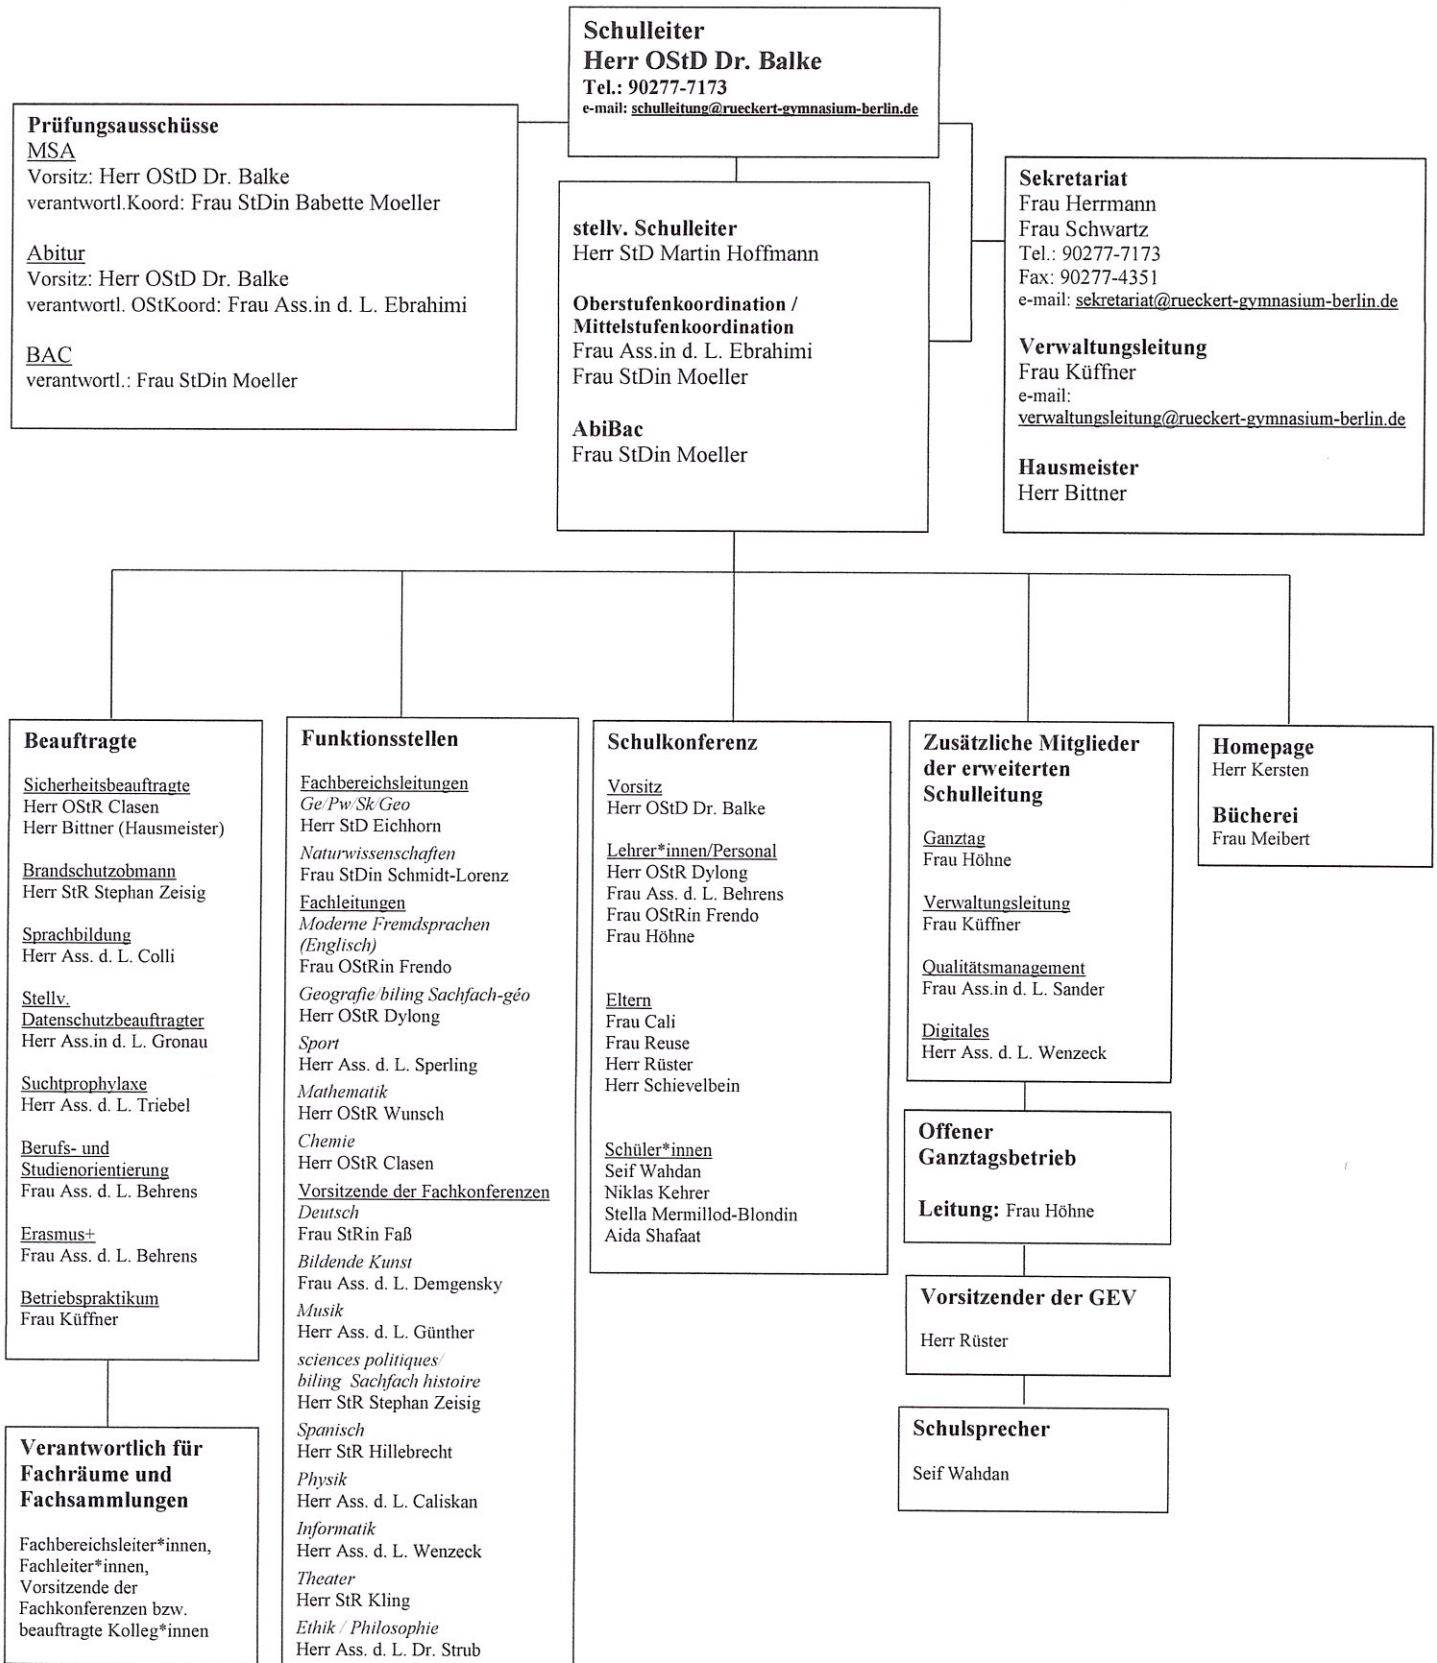 Schulleiter
Herr OStD Dr. Balke
Tel.: 90277-7173
e-mail: schulleitung@rueckert-gymnasium-berlin.de
Prüfungsausschüsse
MSA
Vorsitz: Herr OStD Dr. Balke
verantwortl.Koord: Frau StDin Babette Moeller
Abitur
Vorsitz: Herr OStD Dr. Balke
verantwortl. OStKoord: Frau Ass.in d. L. Ebrahimi
BAC
verantwortl.: Frau StDin Moeller
stellv. Schulleiter
Herr StD Martin Hoffmann
Oberstufenkoordination /
Mittelstufenkoordination
Frau Ass.in d. L. Ebrahimi
Frau StDin Moeller
AbiBac
Frau StDin Moeller
Sekretariat
Frau Herrmann
Frau Schwartz
Tel.: 90277-7173
Fax: 90277-4351
e-mail: sekretariat@rueckert-gymnasium-berlin.de
Verwaltungsleitung
Frau Küffner
e-mail:
verwaltungsleitung@rueckert-gymnasium-berlin.de
Hausmeister
Herr Bittner
Beauftragte
Sicherheitsbeauftragte
Herr OStR Clasen
Herr Bittner (Hausmeister)
Brandschutzobmann
Herr StR Stephan Zeisig
Sprachbildung
Herr Ass. d. L. Colli
Stellv.
Datenschutzbeauftragter
Herr Ass.in d. L. Gronau
Suchtprophylaxe
Herr Ass. d. L. Triebel
Berufs- und
Studienorientierung
Frau Ass. d. L. Behrens
Erasmus+
Frau Ass. d. L. Behrens
Betriebspraktikum
Frau Küffner
Verantwortlich für
Fachräume und
Fachsammlungen
Fachbereichsleiter*innen,
Fachleiter*innen,
Vorsitzende der
Fachkonferenzen bzw.
beauftragte Kolleg*innen
Funktionsstellen
Fachbereichsleitungen
Ge/Pw/Sk/Geo
Herr StD Eichhorn
Naturwissenschaften
Frau StDin Schmidt-Lorenz
Fachleitungen
Moderne Fremdsprachen
(Englisch)
Frau OStRin Frendo
Geografie/biling Sachfach-géo
Herr OStR Dylong
Sport
Herr Ass. d. L. Sperling
Mathematik
Herr OStR Wunsch
Chemie
Herr OStR Clasen
Vorsitzende der Fachkonferenzen
Deutsch
Frau StRin Faß
Bildende Kunst
Frau Ass. d. L. Demgensky
Musik
Herr Ass. d. L. Günther
sciences politiques/
biling Sachfach histoire
Herr StR Stephan Zeisig
Spanisch
Herr StR Hillebrecht
Physik
Herr Ass. d. L. Caliskan
Informatik
Herr Ass. d. L. Wenzeck
Theater
Herr StR Kling
Ethik / Philosophie
Herr Ass. d. L. Dr. Strub
Schulkonferenz
Vorsitz
Herr OStD Dr. Balke
Lehrer*innen/Personal
Herr OStR Dylong
Frau Ass. d. L. Behrens
Frau OStRin Frendo
Frau Höhne
Eltern
Frau Cali
Frau Reuse
Herr Rüster
Herr Schievelbein
Schüler*innen
Seif Wahdan
Niklas Kehrer
Stella Mermillod-Blondin
Aida Shafaat
Zusätzliche Mitglieder
der erweiterten
Schulleitung
Ganztag
Frau Höhne
Verwaltungsleitung
Frau Küffner
Qualitätsmanagement
Frau Ass.in d. L. Sander
Digitales
Herr Ass. d. L. Wenzeck
Offener
Ganztagsbetrieb
Leitung: Frau Höhne
Vorsitzender der GEV
Herr Rüster
Schulsprecher
Seif Wahdan
Homepage
Herr Kersten
Bücherei
Frau Meibert